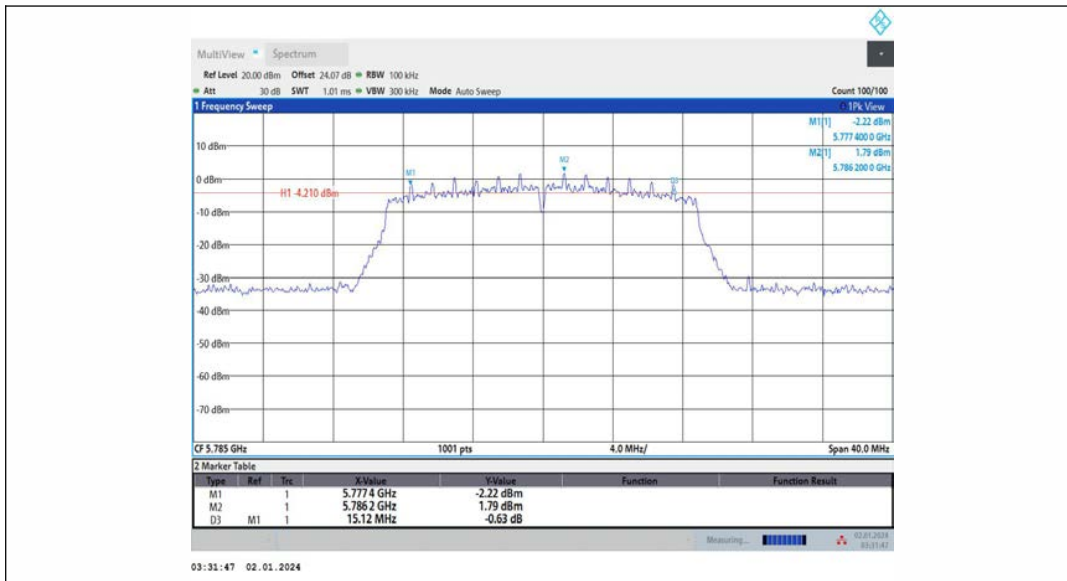 MultiView Spectrum
Ref Level 20.00 dBm Offset 24.07 dB RBW 100 kHz
Att 30 dB SWT 1.01 ms VBW 300 kHz Mode Auto Sweep Count 100/100
1 Frequency Sweep 1Pk View
M1[1] -2.22 dBm
5.777 400 0 GHz
M2[1] 1.79 dBm
5.786 200 0 GHz
10 dBm
M2
M1
D3
0 dBm
H1 -4.210 dBm
-10 dBm
-20 dBm
-30 dBm
-40 dBm
-50 dBm
-60 dBm
-70 dBm
CF 5.785 GHz 1001 pts 4.0 MHz/ Span 40.0 MHz
2 Marker Table
Type Ref Trc X-Value Y-Value Function Function Result
M1 1 5.777 4 GHz -2.22 dBm
M2 1 5.786 2 GHz 1.79 dBm
D3 M1 1 15.12 MHz -0.63 dB
Measuring... 02.01.2024
03:31:47
03:31:47 02.01.2024